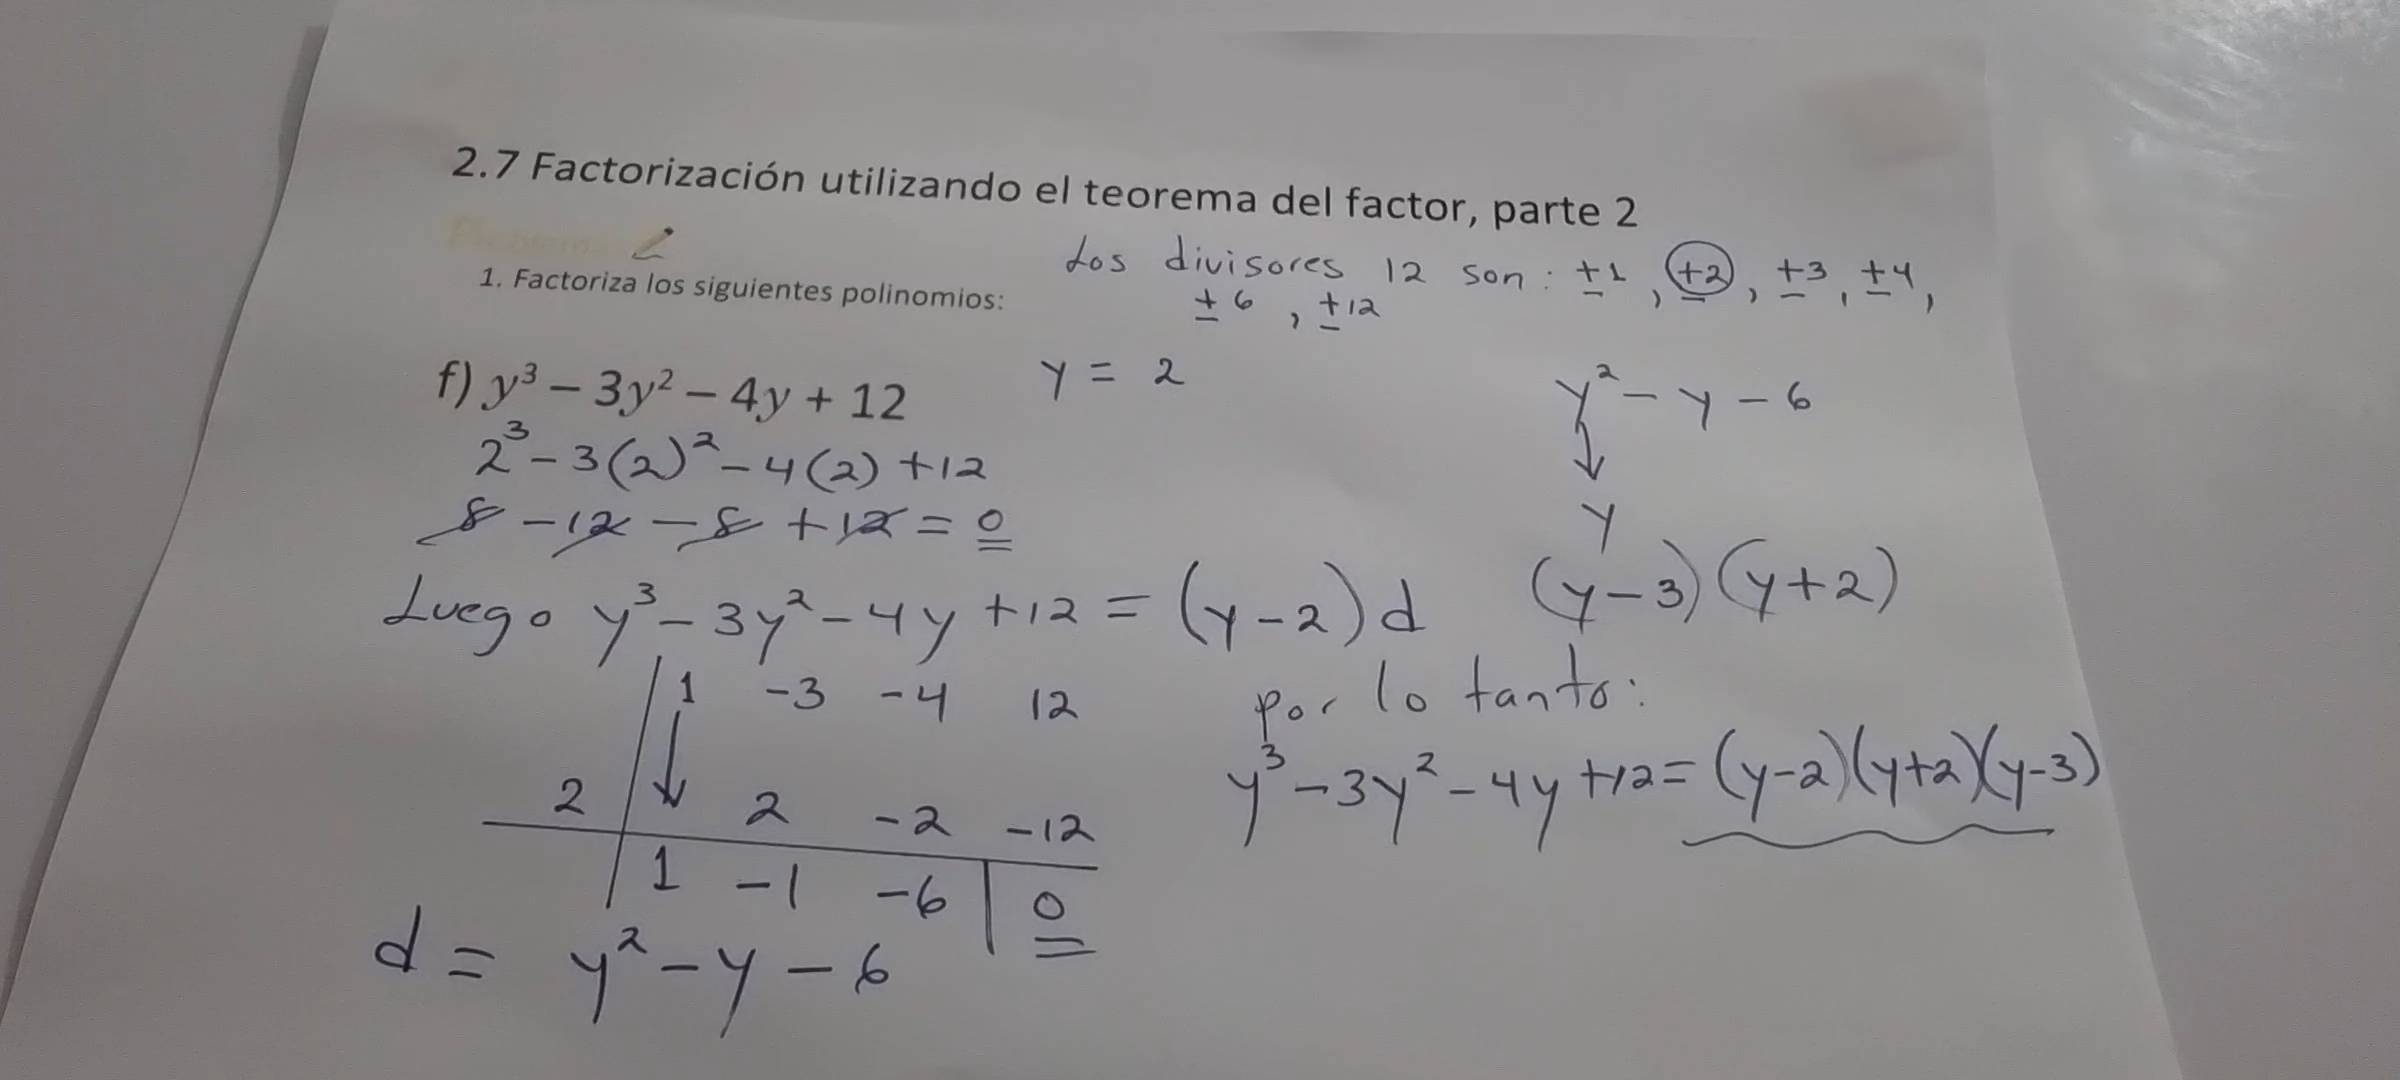 2.7 Factorización utilizando el teorema del factor, parte 2
1. Factoriza los siguientes polinomios:
Los divisores 12 son: ±1, ±2, ±3, ±4,
±6, ±12
f) y³ – 3y² – 4y + 12
y = 2
2³ - 3(2)² - 4(2) + 12
8 - 12 - 8 + 12 = 0
Luego y³ - 3y² - 4y + 12 = (y-2)d
1 -3 -4 12
2 2 -2 -12
1 -1 -6 0
d = y² - y - 6
y² - y - 6
y
(y-3)(y+2)
por lo tanto:
y³ - 3y² - 4y + 12 = (y-2)(y+2)(y-3)